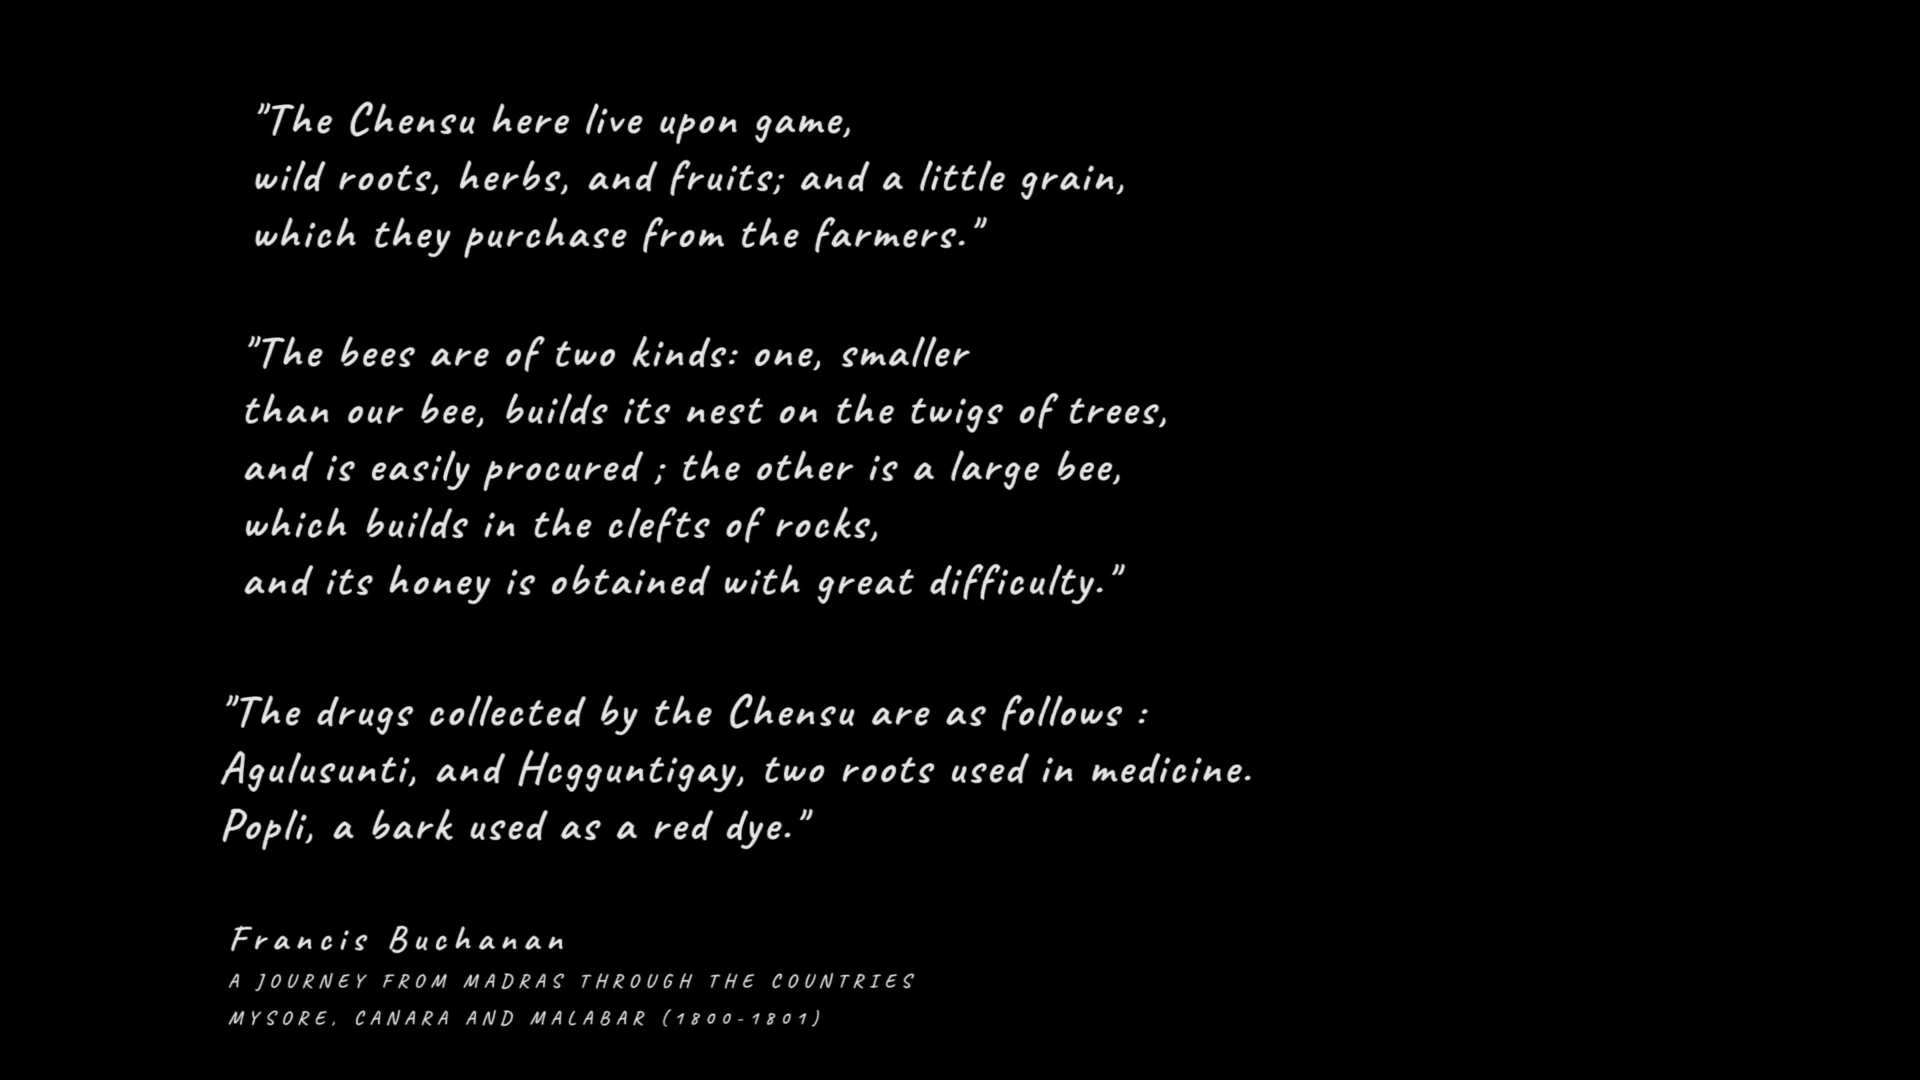 "The Chensu here live upon game,
wild roots, herbs, and fruits; and a little grain,
which they purchase from the farmers."
"The bees are of two kinds: one, smaller
than our bee, builds its nest on the twigs of trees,
and is easily procured ; the other is a large bee,
which builds in the clefts of rocks,
and its honey is obtained with great difficulty."
"The drugs collected by the Chensu are as follows :
Agulusunti, and Hcgguntigay, two roots used in medicine.
Popli, a bark used as a red dye."
Francis Buchanan
A JOURNEY FROM MADRAS THROUGH THE COUNTRIES
MYSORE, CANARA AND MALABAR (1800-1801)